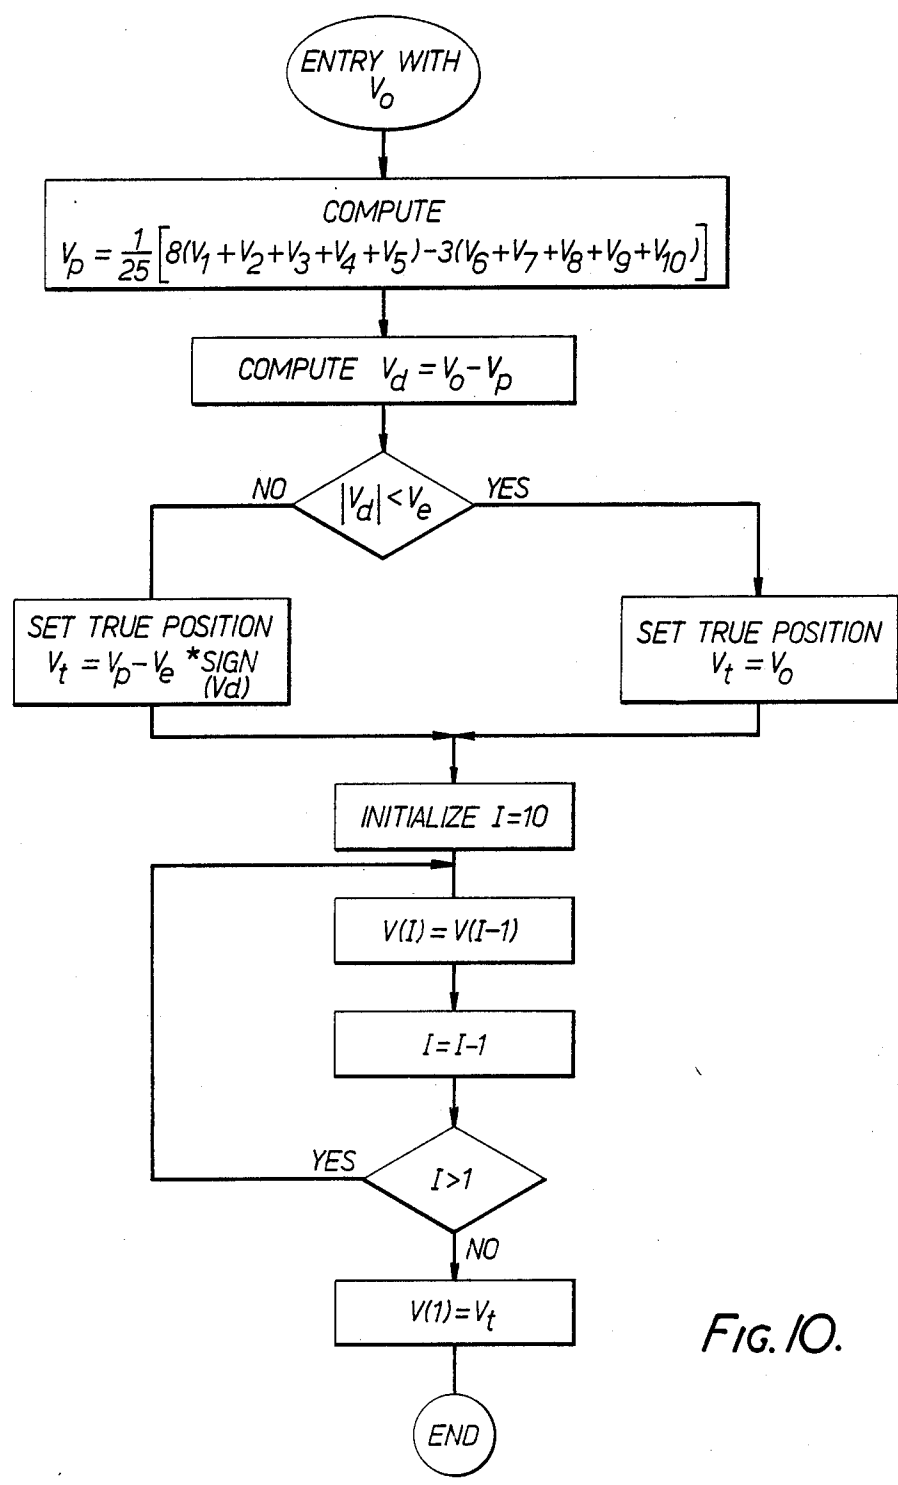 ENTRY WITH
V₀
COMPUTE
Vₚ = 1/25 [8(V₁+V₂+V₃+V₄+V₅)-3(V₆+V₇+V₈+V₉+V₁₀)]
COMPUTE V_d = V₀ - Vₚ
NO
|V_d| < Vₑ
YES
SET TRUE POSITION
Vₜ = Vₚ - Vₑ *SIGN
(Vd)
SET TRUE POSITION
Vₜ = V₀
INITIALIZE I=10
V(I) = V(I-1)
I = I-1
YES
I>1
NO
V(1) = Vₜ
FIG. 10.
END